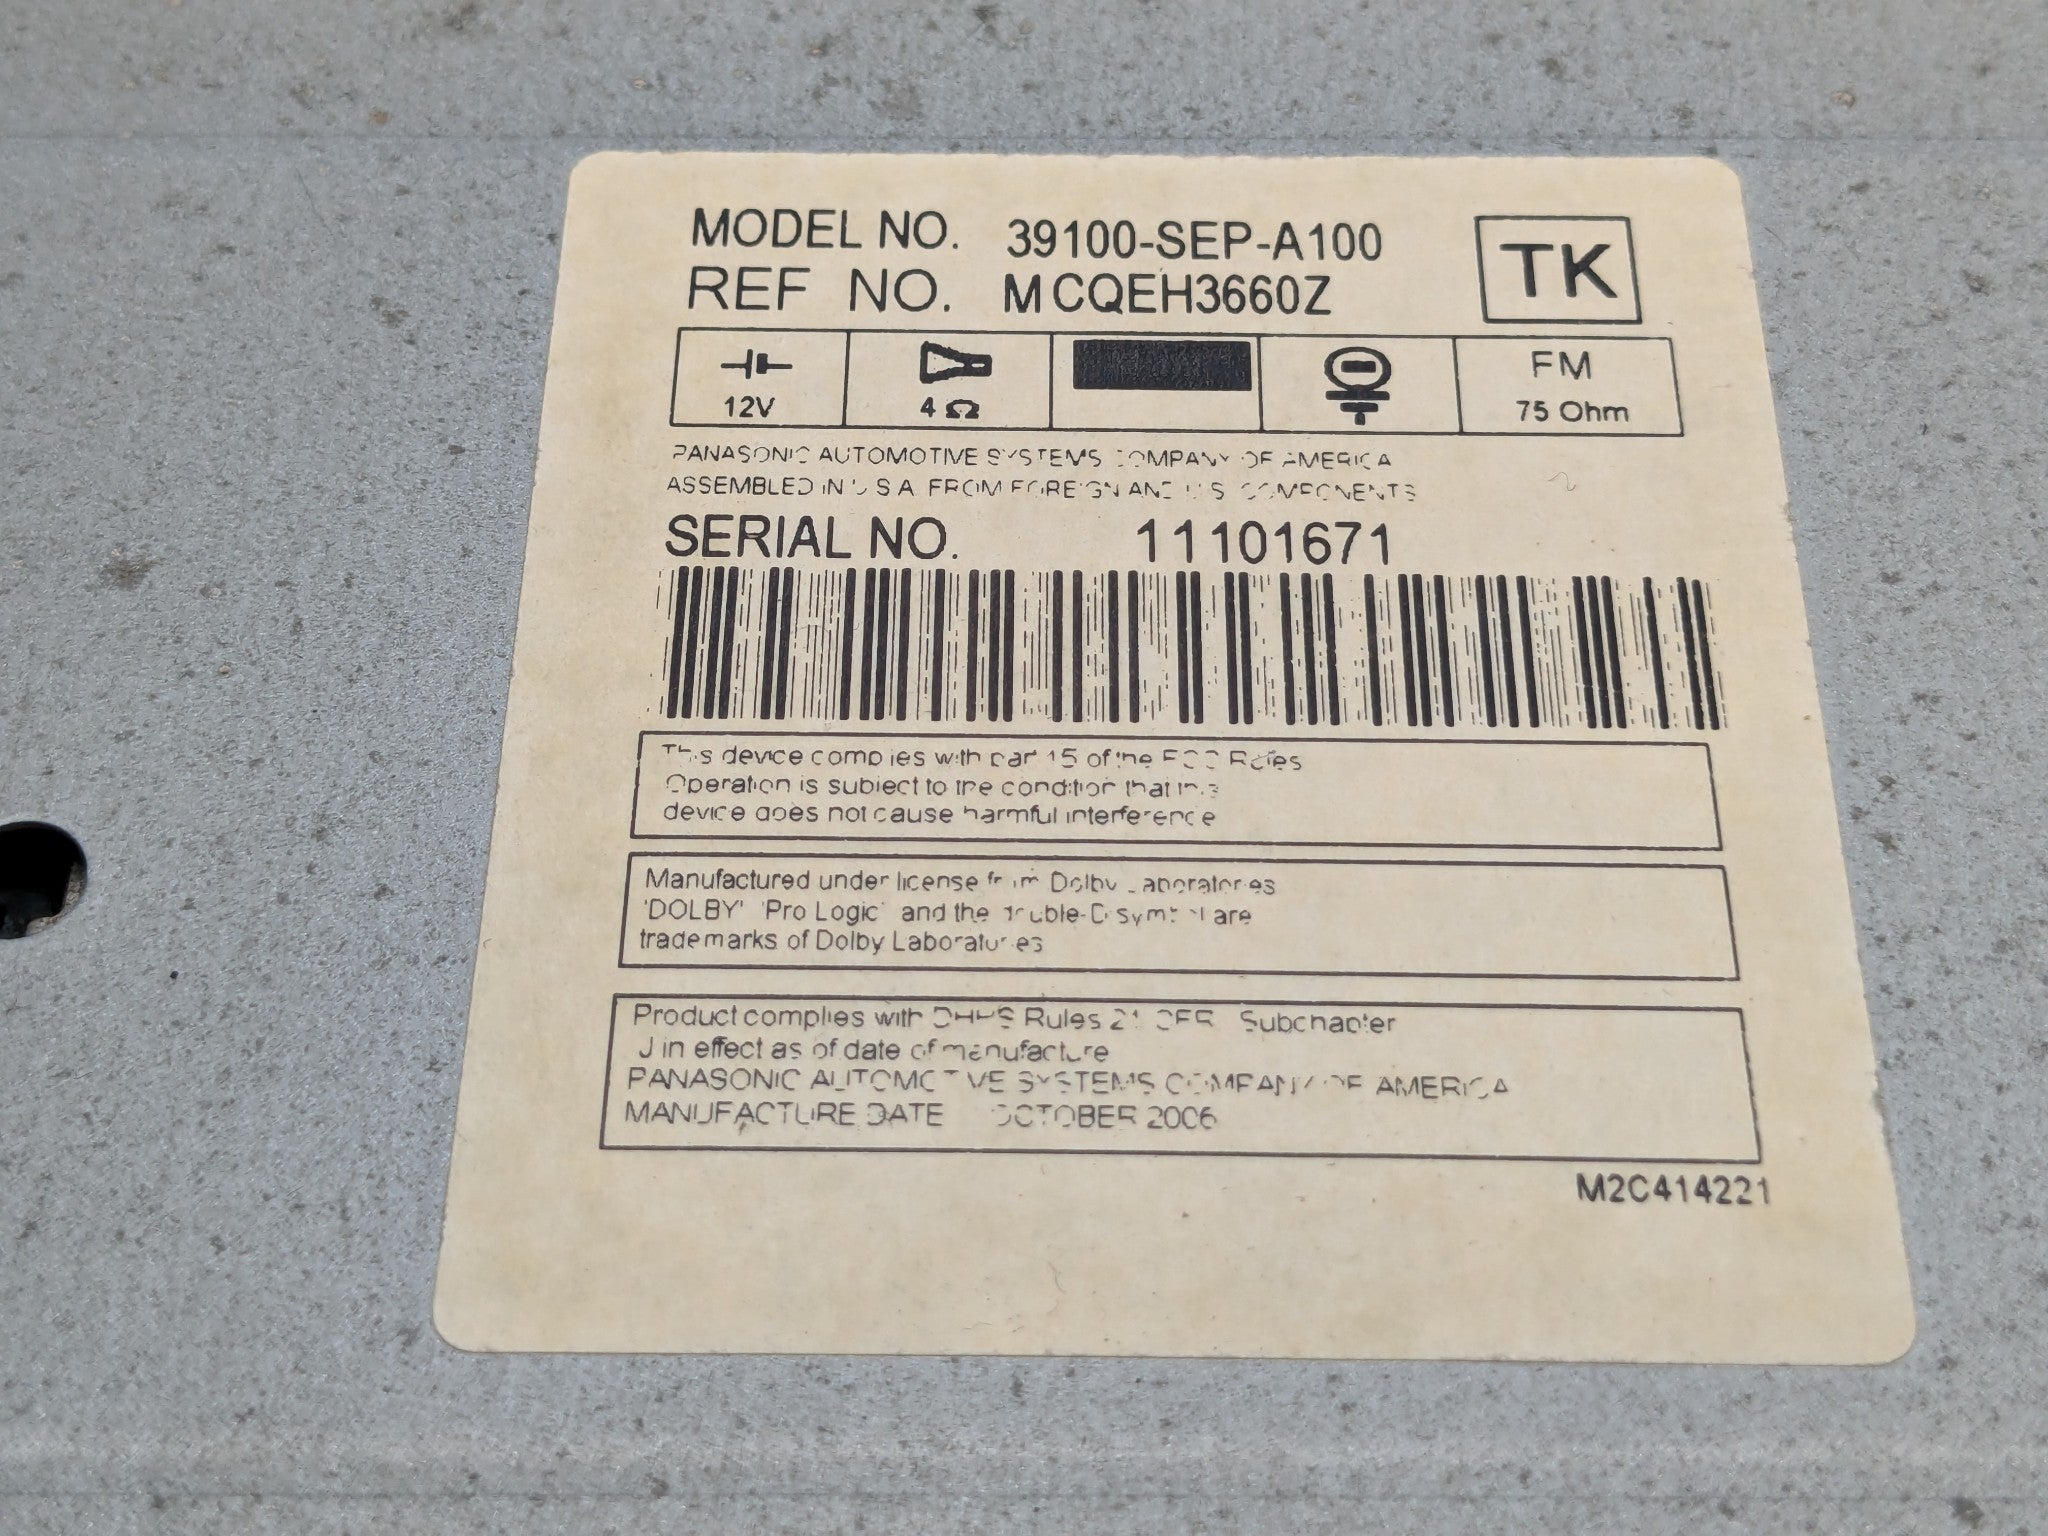 MODEL NO. 39100-SEP-A100
TK
REF NO. MCQEH3660Z
12V
4 Ω
FM
75 Ohm
PANASONIC AUTOMOTIVE SYSTEMS COMPANY OF AMERICA
ASSEMBLED IN U S A FROM FOREIGN AND U S COMPONENTS
SERIAL NO. 11101671
This device complies with part 15 of the FCC Rules
Operation is subject to the condition that this
device does not cause harmful interference
Manufactured under license from Dolby Laboratories
'DOLBY' 'Pro Logic' and the double-D symbol are
trademarks of Dolby Laboratories
Product complies with DHHS Rules 21 CFR Subchapter
J in effect as of date of manufacture
PANASONIC AUTOMOTIVE SYSTEMS COMPANY OF AMERICA
MANUFACTURE DATE OCTOBER 2006
M2C414221